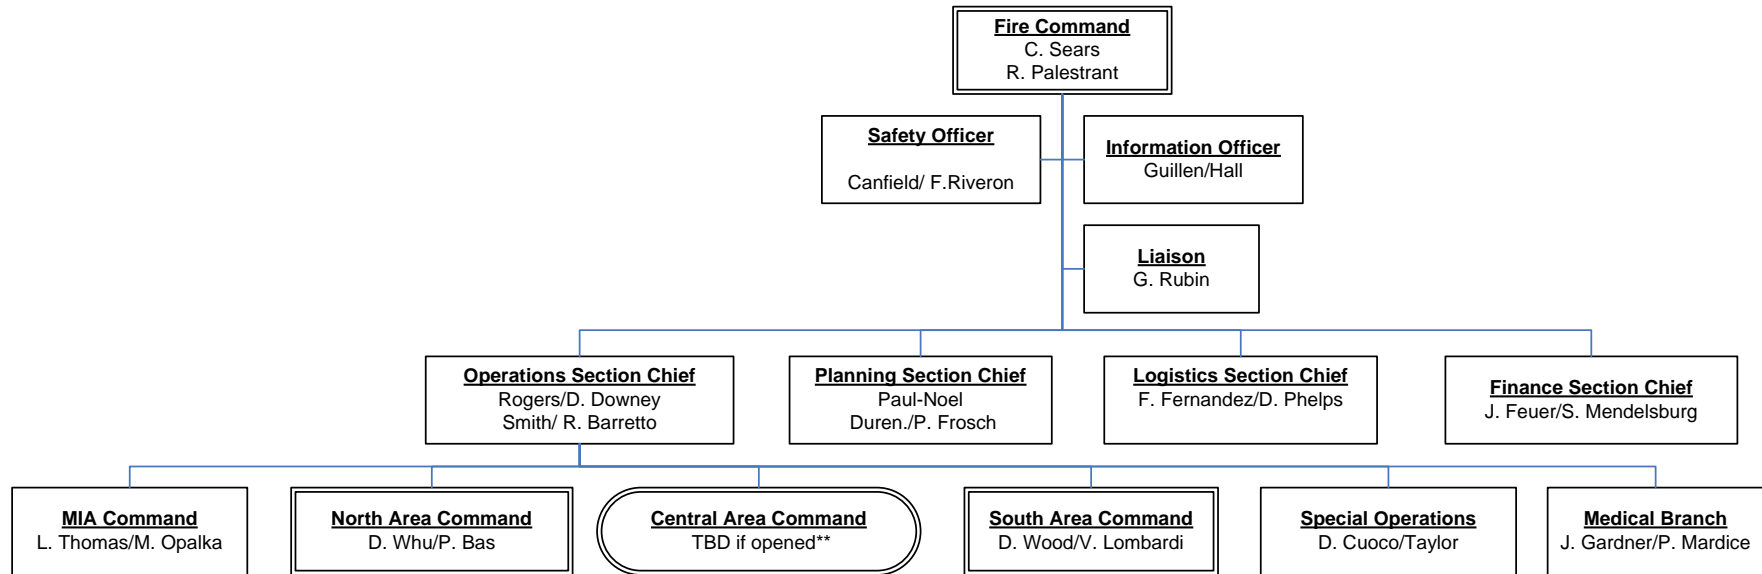 Fire Command
C. Sears
R. Palestrant
Safety Officer
Canfield/ F.Riveron
Information Officer
Guillen/Hall
Liaison
G. Rubin
Operations Section Chief
Rogers/D. Downey
Smith/ R. Barretto
Planning Section Chief
Paul-Noel
Duren./P. Frosch
Logistics Section Chief
F. Fernandez/D. Phelps
Finance Section Chief
J. Feuer/S. Mendelsburg
MIA Command
L. Thomas/M. Opalka
North Area Command
D. Whu/P. Bas
Central Area Command
TBD if opened**
South Area Command
D. Wood/V. Lombardi
Special Operations
D. Cuoco/Taylor
Medical Branch
J. Gardner/P. Mardice